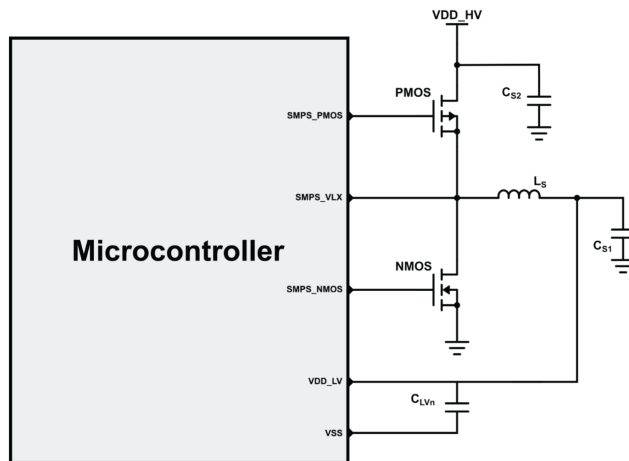 VDD_HV
PMOS
CS2
SMPS_PMOS
LS
SMPS_VLX
Microcontroller
CS1
NMOS
SMPS_NMOS
VDD_LV
CLVn
VSS